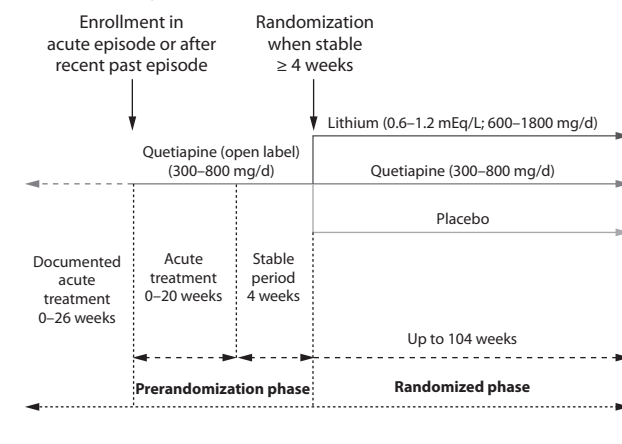 Enrollment in
acute episode or after
recent past episode
Randomization
when stable
≥ 4 weeks
Lithium (0.6–1.2 mEq/L; 600–1800 mg/d)
Quetiapine (open label)
(300–800 mg/d)
Quetiapine (300–800 mg/d)
Placebo
Documented
acute
treatment
0–26 weeks
Acute
treatment
0–20 weeks
Stable
period
4 weeks
Up to 104 weeks
Prerandomization phase
Randomized phase